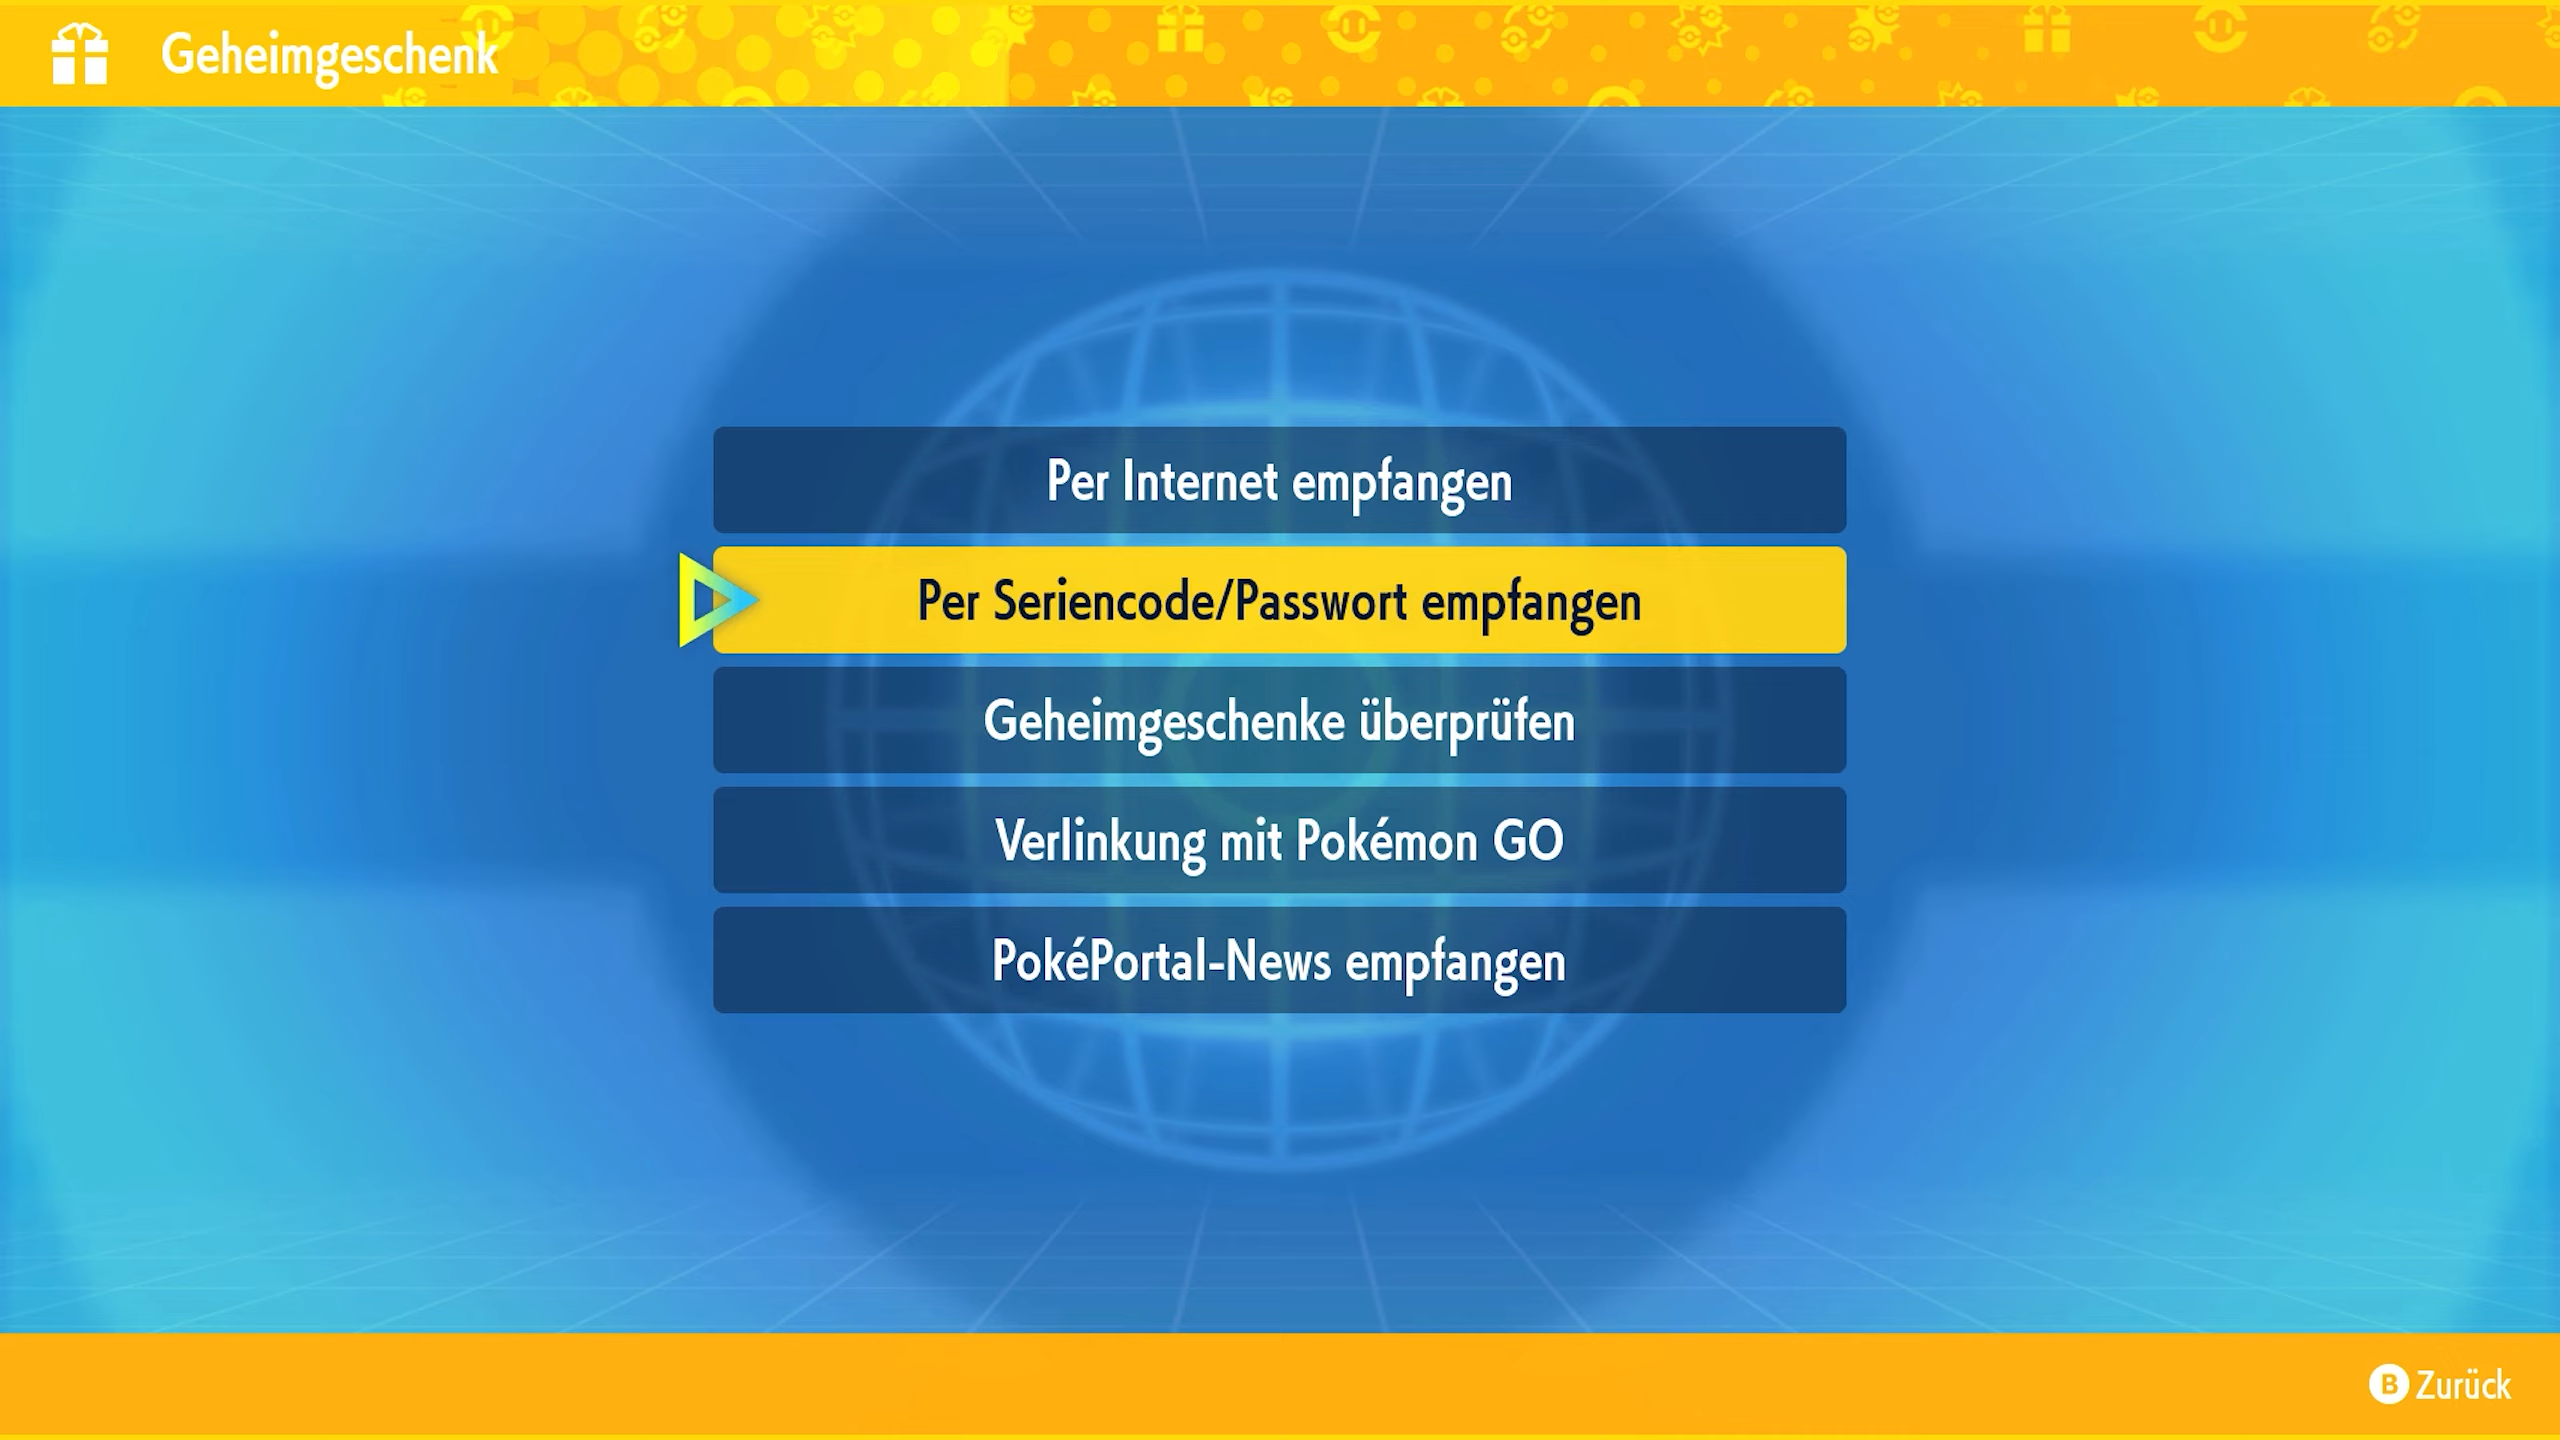 Geheimgeschenk
Per Internet empfangen
Per Seriencode/Passwort empfangen
Geheimgeschenke überprüfen
Verlinkung mit Pokémon GO
PokéPortal-News empfangen
B Zurück